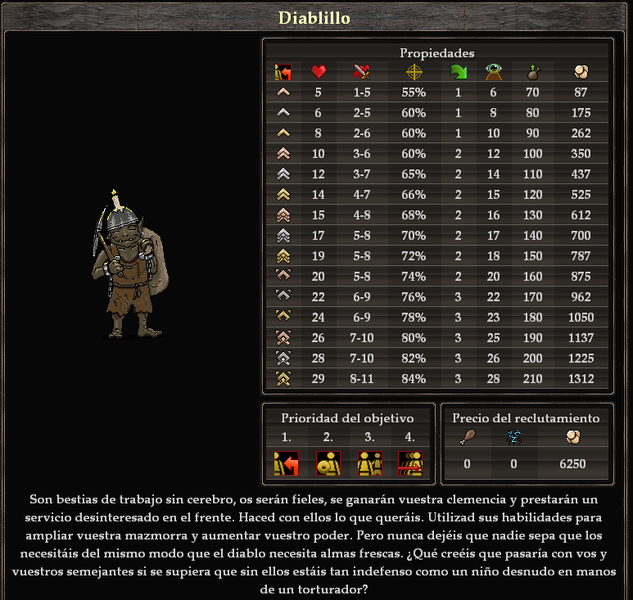 Diablillo
Propiedades
5 1-5 55% 1 6 70 87
6 2-5 60% 1 8 80 175
8 2-6 60% 1 10 90 262
10 3-6 60% 2 12 100 350
12 3-7 65% 2 14 110 437
14 4-7 66% 2 15 120 525
15 4-8 68% 2 16 130 612
17 5-8 70% 2 17 140 700
19 5-8 72% 2 18 150 787
20 5-8 74% 2 20 160 875
22 6-9 76% 3 22 170 962
24 6-9 78% 3 23 180 1050
26 7-10 80% 3 25 190 1137
28 7-10 82% 3 26 200 1225
29 8-11 84% 3 28 210 1312
Prioridad del objetivo
1. 2. 3. 4.
Precio del reclutamiento
0 0 6250
Son bestias de trabajo sin cerebro, os serán fieles, se ganarán vuestra clemencia y prestarán un
servicio desinteresado en el frente. Haced con ellos lo que queráis. Utilizad sus habilidades para
ampliar vuestra mazmorra y aumentar vuestro poder. Pero nunca dejéis que nadie sepa que los
necesitáis del mismo modo que el diablo necesita almas frescas. ¿Qué creéis que pasaría con vos y
vuestros semejantes si se supiera que sin ellos estáis tan indefenso como un niño desnudo en manos
de un torturador?